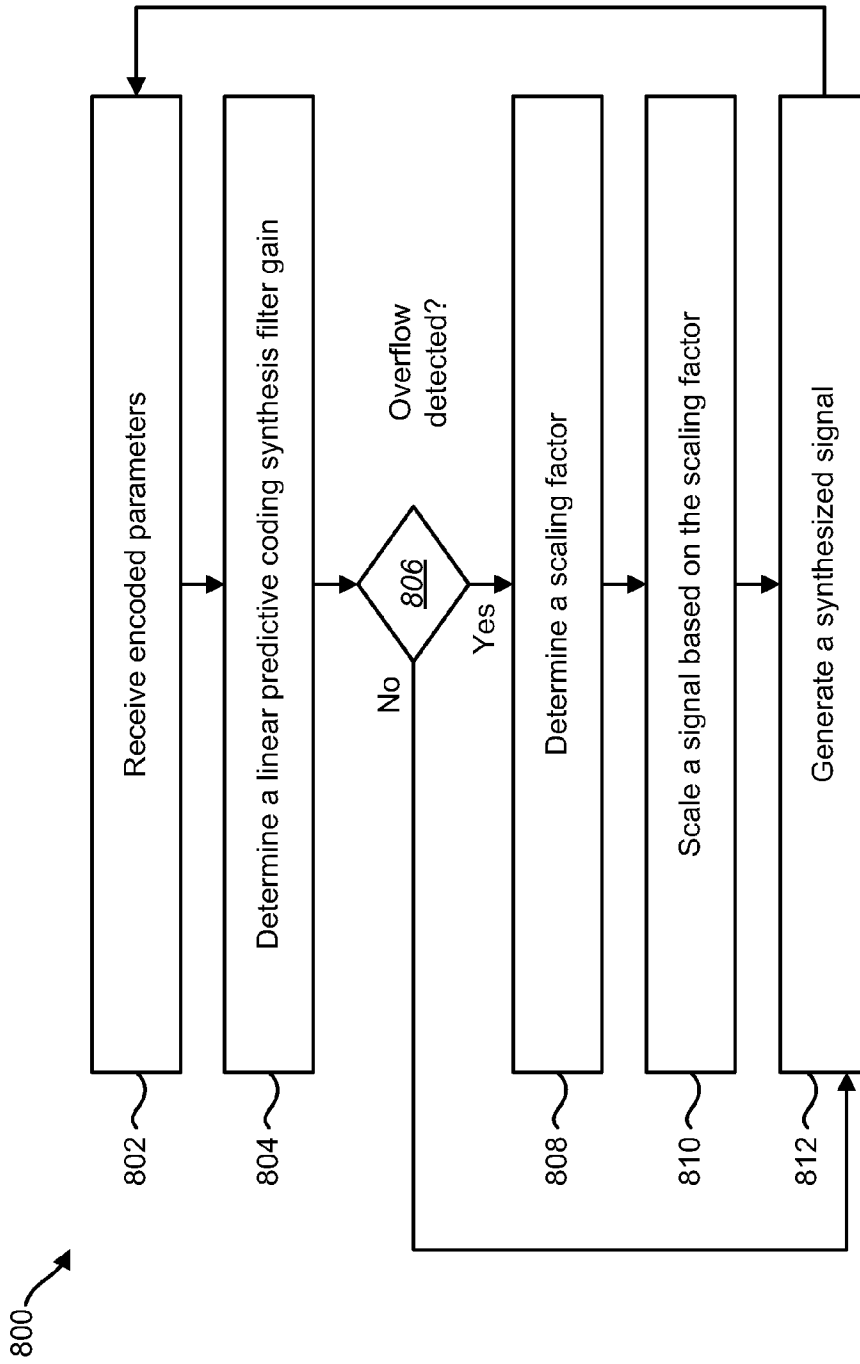 800
802
Receive encoded parameters
804
Determine a linear predictive coding synthesis filter gain
Overflow
detected?
806
No
Yes
808
Determine a scaling factor
810
Scale a signal based on the scaling factor
812
Generate a synthesized signal